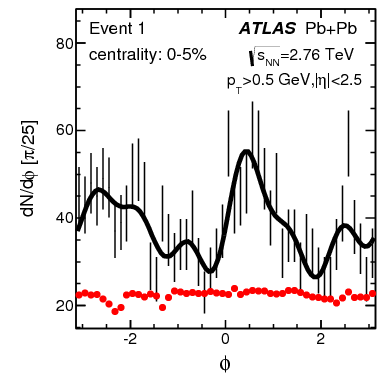 Event 1 ATLAS Pb+Pb
centrality: 0-5% √sNN=2.76 TeV
pT>0.5 GeV,|η|<2.5
dN/dϕ [π/25]
80
60
40
20
-2 0 2
ϕ